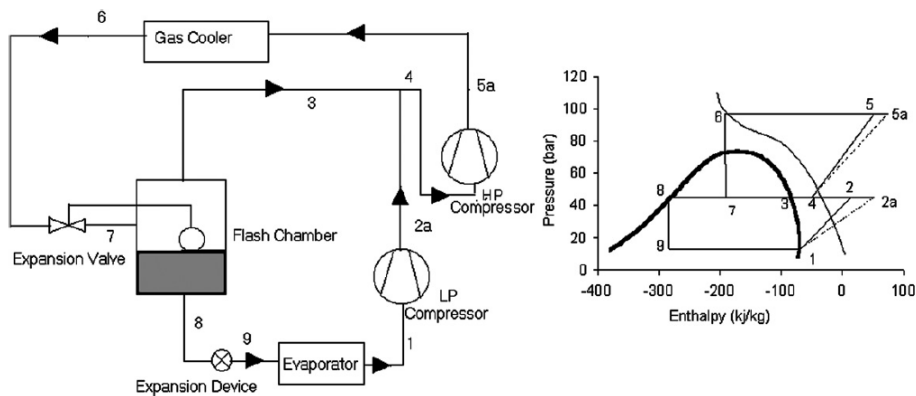 6
Gas Cooler
4
3
5a
HP
Compressor
2a
Flash Chamber
7
Expansion Valve
LP
Compressor
8
9
1
Evaporator
Expansion Device
120
100
80
60
40
20
0
Pressure (bar)
-400
-300
-200
-100
0
100
Enthalpy (kj/kg)
6
5
5a
8
7
3
4
2
2a
9
1